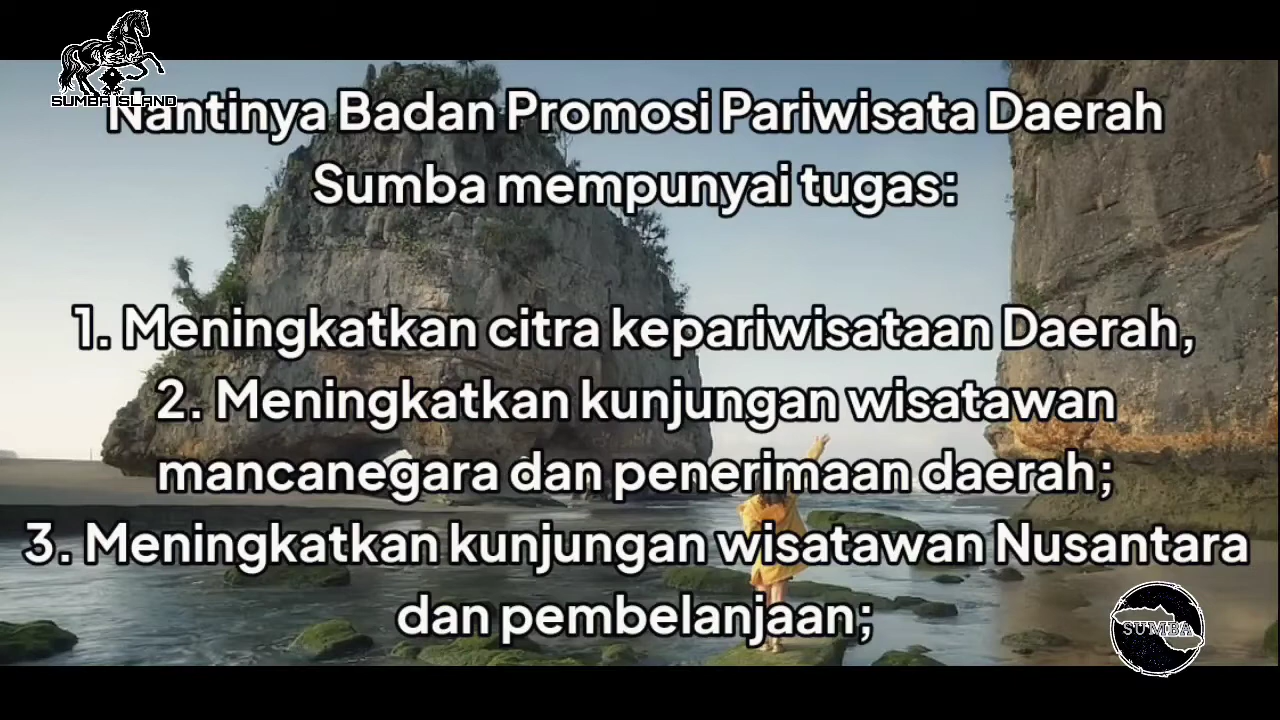 SUMBA ISLAND
Nantinya Badan Promosi Pariwisata Daerah
Sumba mempunyai tugas:
1. Meningkatkan citra kepariwisataan Daerah,
2. Meningkatkan kunjungan wisatawan
mancanegara dan penerimaan daerah;
3. Meningkatkan kunjungan wisatawan Nusantara
dan pembelanjaan;
SUMBA